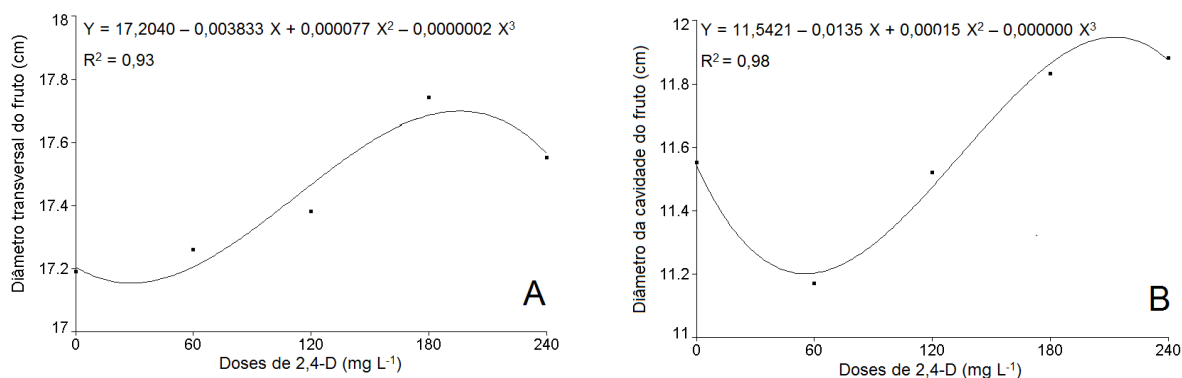 Y = 17,2040 – 0,003833 X + 0,000077 X² – 0,0000002 X³
R² = 0,93
Diâmetro transversal do fruto (cm)
18
17.8
17.6
17.4
17.2
17
0
60
120
180
240
Doses de 2,4-D (mg L⁻¹)
A
Y = 11,5421 – 0,0135 X + 0,00015 X² – 0,000000 X³
R² = 0,98
Diâmetro da cavidade do fruto (cm)
12
11.8
11.6
11.4
11.2
11
0
60
120
180
240
Doses de 2,4-D (mg L⁻¹)
B